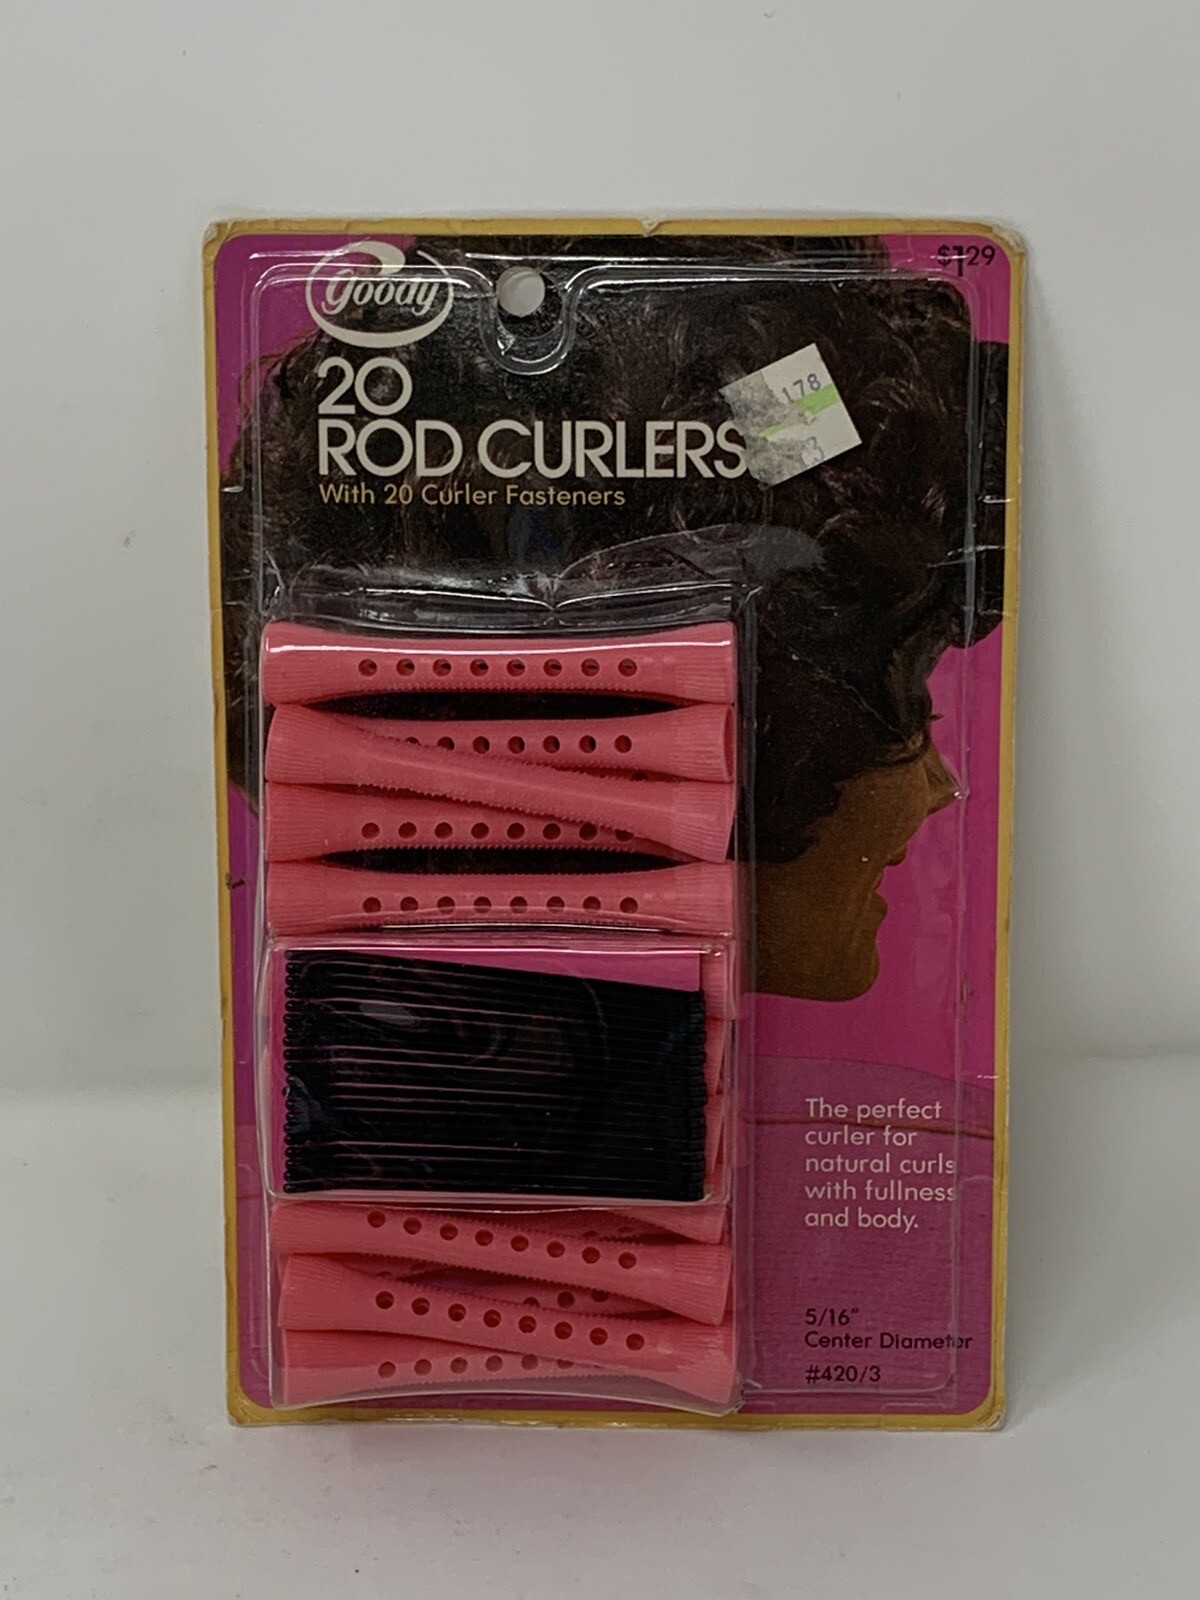 goody
$1.29
20
ROD CURLERS
With 20 Curler Fasteners
178
The perfect
curler for
natural curls
with fullness
and body.
5/16"
Center Diameter
#420/3